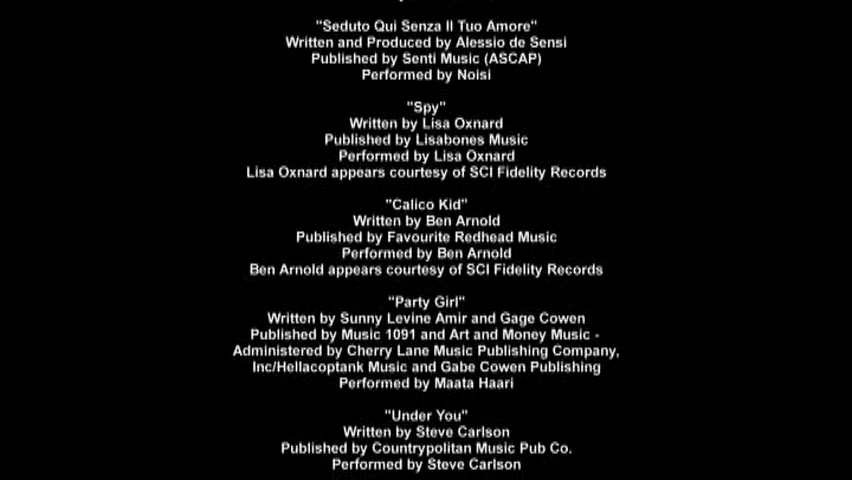 "Seduto Qui Senza Il Tuo Amore"
Written and Produced by Alessio de Sensi
Published by Senti Music (ASCAP)
Performed by Noisi
"Spy"
Written by Lisa Oxnard
Published by Lisabones Music
Performed by Lisa Oxnard
Lisa Oxnard appears courtesy of SCI Fidelity Records
"Calico Kid"
Written by Ben Arnold
Published by Favourite Redhead Music
Performed by Ben Arnold
Ben Arnold appears courtesy of SCI Fidelity Records
"Party Girl"
Written by Sunny Levine Amir and Gage Cowen
Published by Music 1091 and Art and Money Music -
Administered by Cherry Lane Music Publishing Company,
Inc/Hellacoptank Music and Gabe Cowen Publishing
Performed by Maata Haari
"Under You"
Written by Steve Carlson
Published by Countrypolitan Music Pub Co.
Performed by Steve Carlson